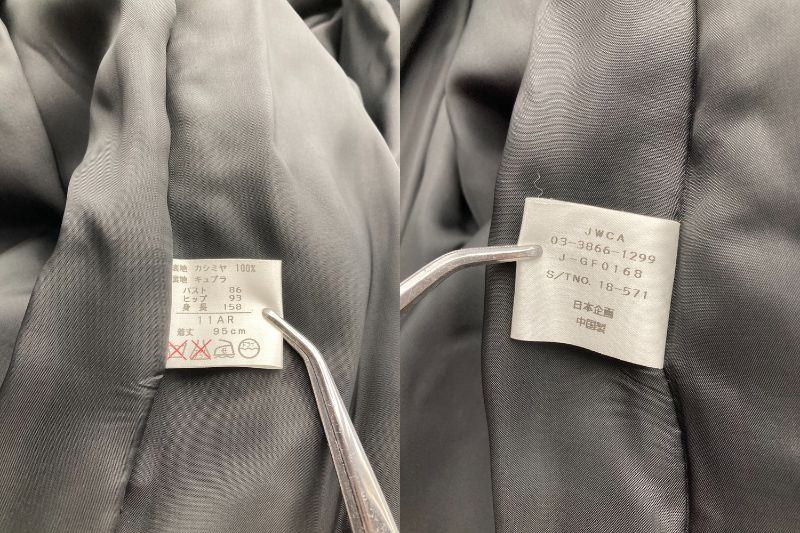 表地 カシミヤ 100%
裏地 キュプラ
バスト 86
ヒップ 93
身長 158
11AR
着丈 95cm
JWCA
03-3866-1299
J-GF0168
S/TNO. 18-571
日本企画
中国製